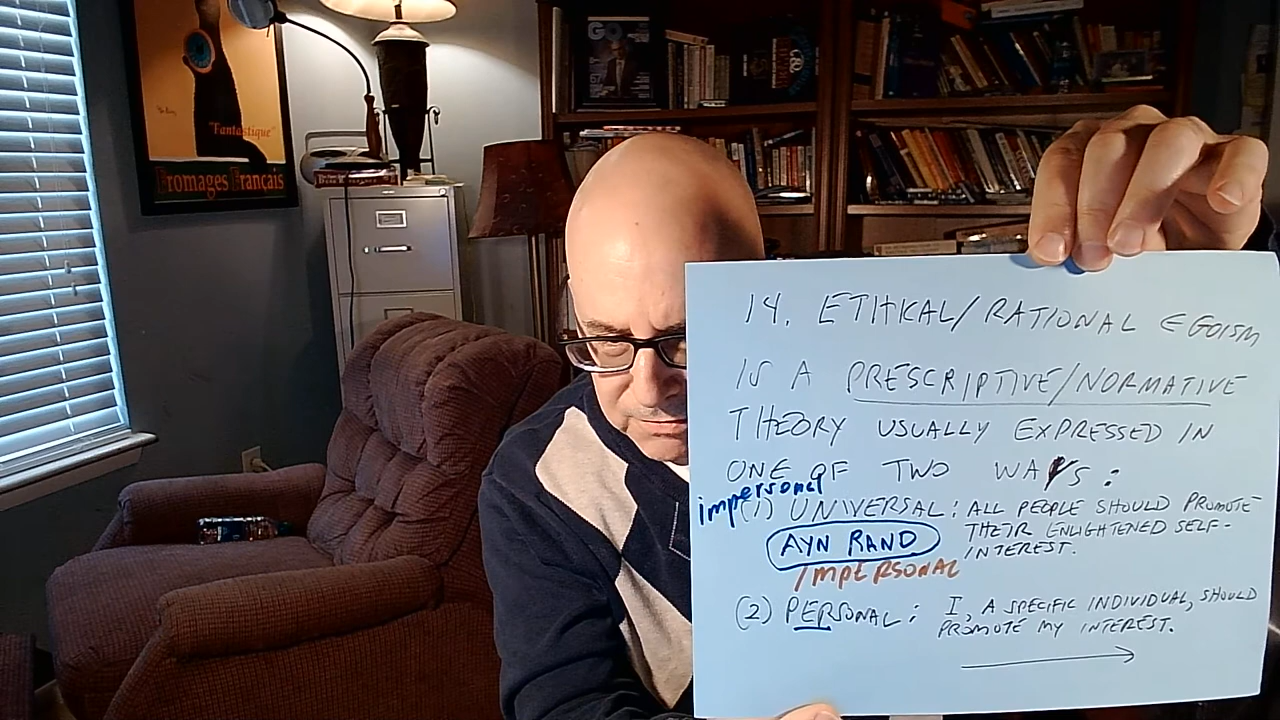 "Fantastique"
Fromages Français
GQ
14. ETHICAL/RATIONAL EGOISM
IS A PRESCRIPTIVE/NORMATIVE
THEORY USUALLY EXPRESSED IN
ONE OF TWO WAYS:
impersonal
(1) UNIVERSAL: ALL PEOPLE SHOULD PROMOTE
THEIR ENLIGHTENED SELF-
INTEREST.
AYN RAND
IMPERSONAL
(2) PERSONAL: I, A SPECIFIC INDIVIDUAL, SHOULD
PROMOTE MY INTEREST.